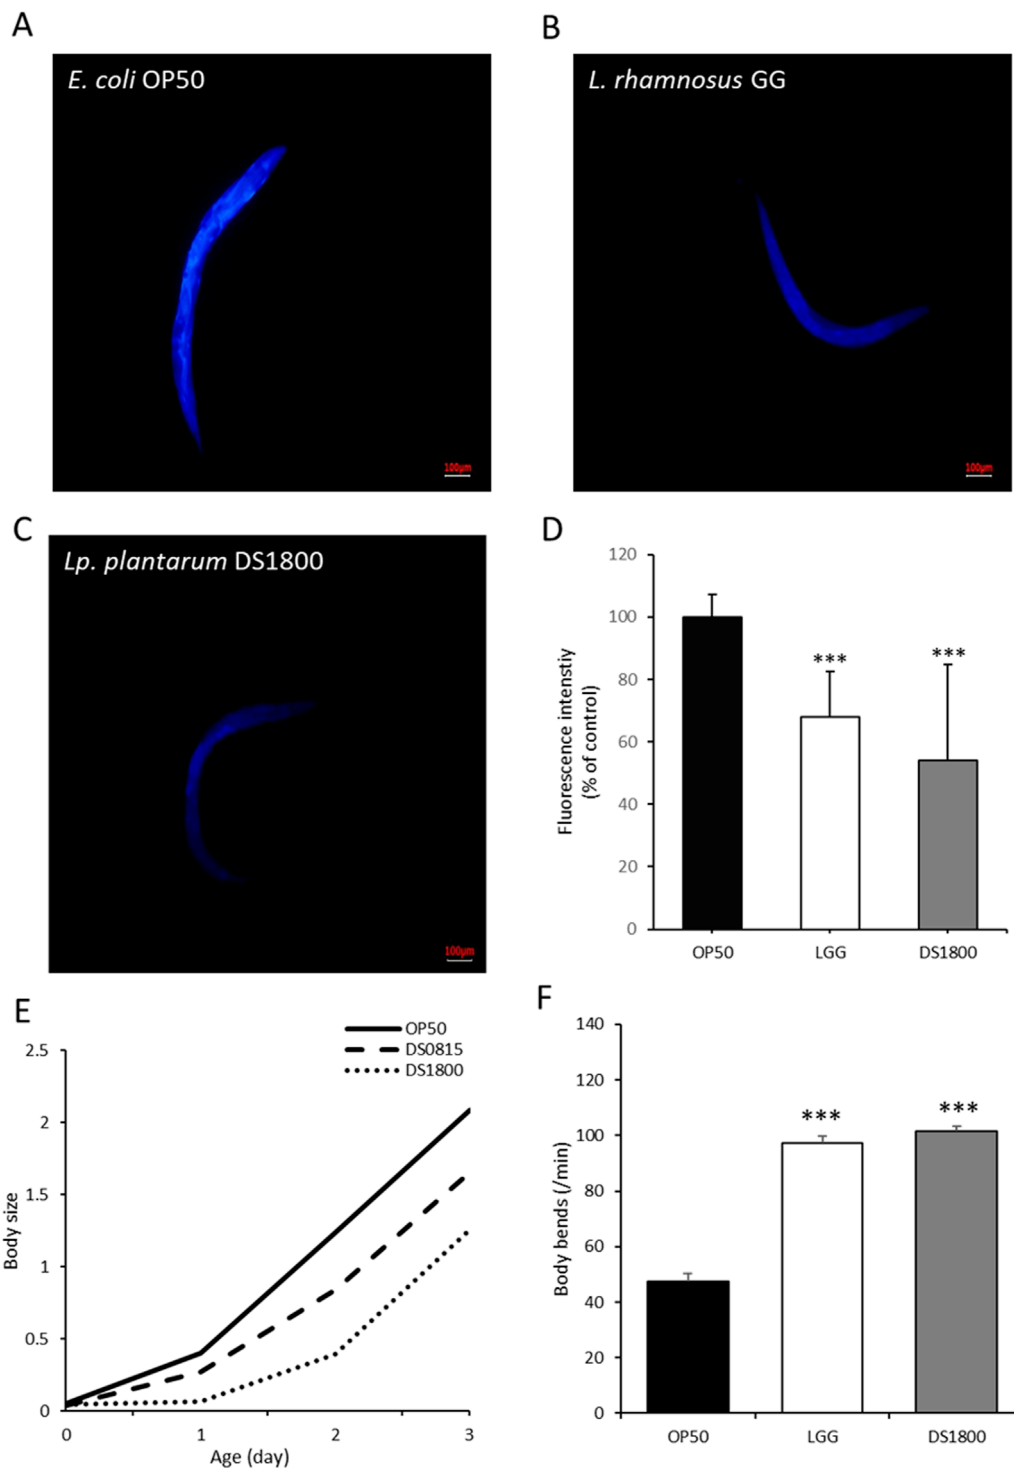 A
E. coli OP50
100µm
B
L. rhamnosus GG
100µm
C
Lp. plantarum DS1800
100µm
D
Fluorescence intenstiy
(% of control)
120
100
80
60
40
20
0
***
***
OP50
LGG
DS1800
E
OP50
DS0815
DS1800
Body size
2.5
2
1.5
1
0.5
0
0
1
2
3
Age (day)
F
Body bends (/min)
140
120
100
80
60
40
20
0
***
***
OP50
LGG
DS1800